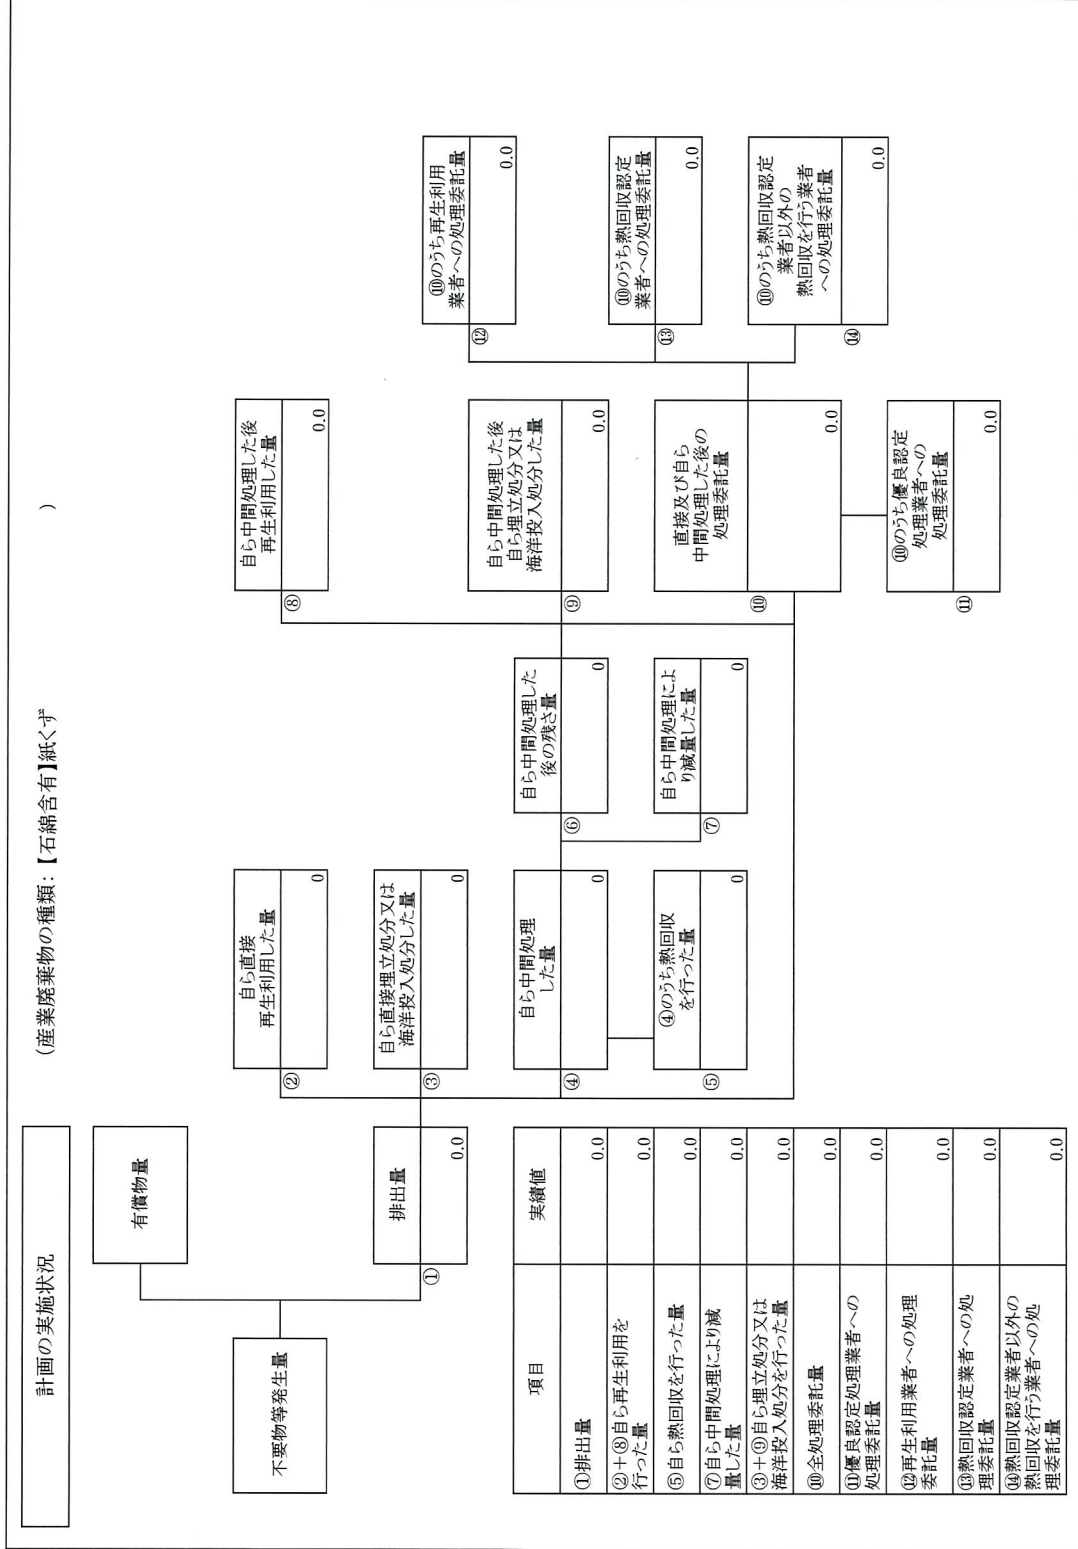 計画の実施状況
(産業廃棄物の種類:【石綿含有】紙くず )
不要物等発生量
有償物量
①
排出量
0.0
②
自ら直接
再生利用した量
0
③
自ら直接埋立処分又は
海洋投入処分した量
0
④
自ら中間処理
した量
0
⑤
④のうち熱回収
を行った量
0
⑥
自ら中間処理した
後の残さ量
0
⑦
自ら中間処理によ
り減量した量
0
⑧
自ら中間処理した後
再生利用した量
0.0
⑨
自ら中間処理した後
自ら埋立処分又は
海洋投入処分した量
0.0
⑩
直接及び自ら
中間処理した後の
処理委託量
0.0
⑪
⑩のうち優良認定
処理業者への
処理委託量
0.0
⑫
⑩のうち再生利用
業者への処理委託量
0.0
⑬
⑩のうち熱回収認定
業者への処理委託量
0.0
⑭
⑩のうち熱回収認定
業者以外の
熱回収を行う業者
への処理委託量
0.0
項目 実績値
①排出量 0.0
②+⑧自ら再生利用を
行った量 0.0
⑤自ら熱回収を行った量 0.0
⑦自ら中間処理により減
量した量 0.0
③+⑨自ら埋立処分又は
海洋投入処分を行った量 0.0
⑩全処理委託量 0.0
⑪優良認定処理業者への
処理委託量 0.0
⑫再生利用業者への処理
委託量 0.0
⑬熱回収認定業者への処
理委託量 0.0
⑭熱回収認定業者以外の
熱回収を行う業者への処
理委託量 0.0